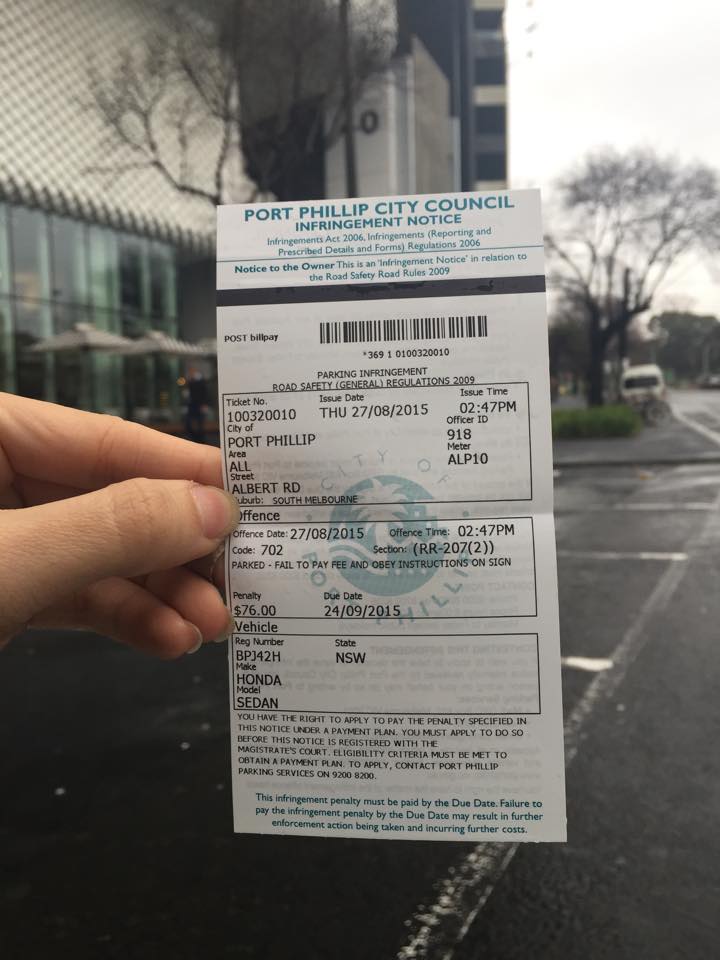 PORT PHILLIP CITY COUNCIL
INFRINGEMENT NOTICE
Infringements Act 2006, Infringements (Reporting and
Prescribed Details and Forms) Regulations 2006
Notice to the Owner This is an 'Infringement Notice' in relation to
the Road Safety Road Rules 2009
POST billpay
*369 1 0100320010
PARKING INFRINGEMENT
ROAD SAFETY (GENERAL) REGULATIONS 2009
Ticket No. Issue Date Issue Time
100320010 THU 27/08/2015 02:47PM
City of Officer ID
PORT PHILLIP 918
Area Meter
ALL ALP10
Street
ALBERT RD
Suburb: SOUTH MELBOURNE
Offence
Offence Date: 27/08/2015 Offence Time: 02:47PM
Code: 702 Section: (RR-207(2))
PARKED - FAIL TO PAY FEE AND OBEY INSTRUCTIONS ON SIGN
Penalty Due Date
$76.00 24/09/2015
Vehicle
Reg Number State
BPJ42H NSW
Make
HONDA
Model
SEDAN
YOU HAVE THE RIGHT TO APPLY TO PAY THE PENALTY SPECIFIED IN
THIS NOTICE UNDER A PAYMENT PLAN. YOU MUST APPLY TO DO SO
BEFORE THIS NOTICE IS REGISTERED WITH THE
MAGISTRATE'S COURT. ELIGIBILITY CRITERIA MUST BE MET TO
OBTAIN A PAYMENT PLAN. TO APPLY, CONTACT PORT PHILLIP
PARKING SERVICES ON 9200 8200.
This infringement penalty must be paid by the Due Date. Failure to
pay the infringement penalty by the Due Date may result in further
enforcement action being taken and incurring further costs.
CITY OF PORT PHILLIP